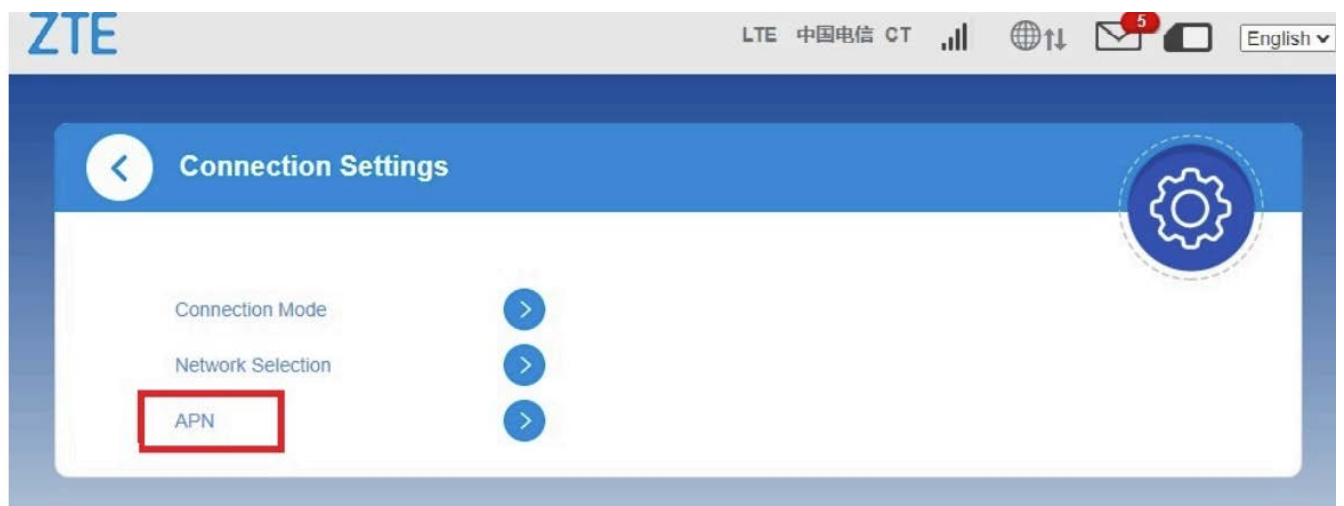 ZTE
LTE 中国电信 CT 5 English
Connection Settings
Connection Mode
Network Selection
APN